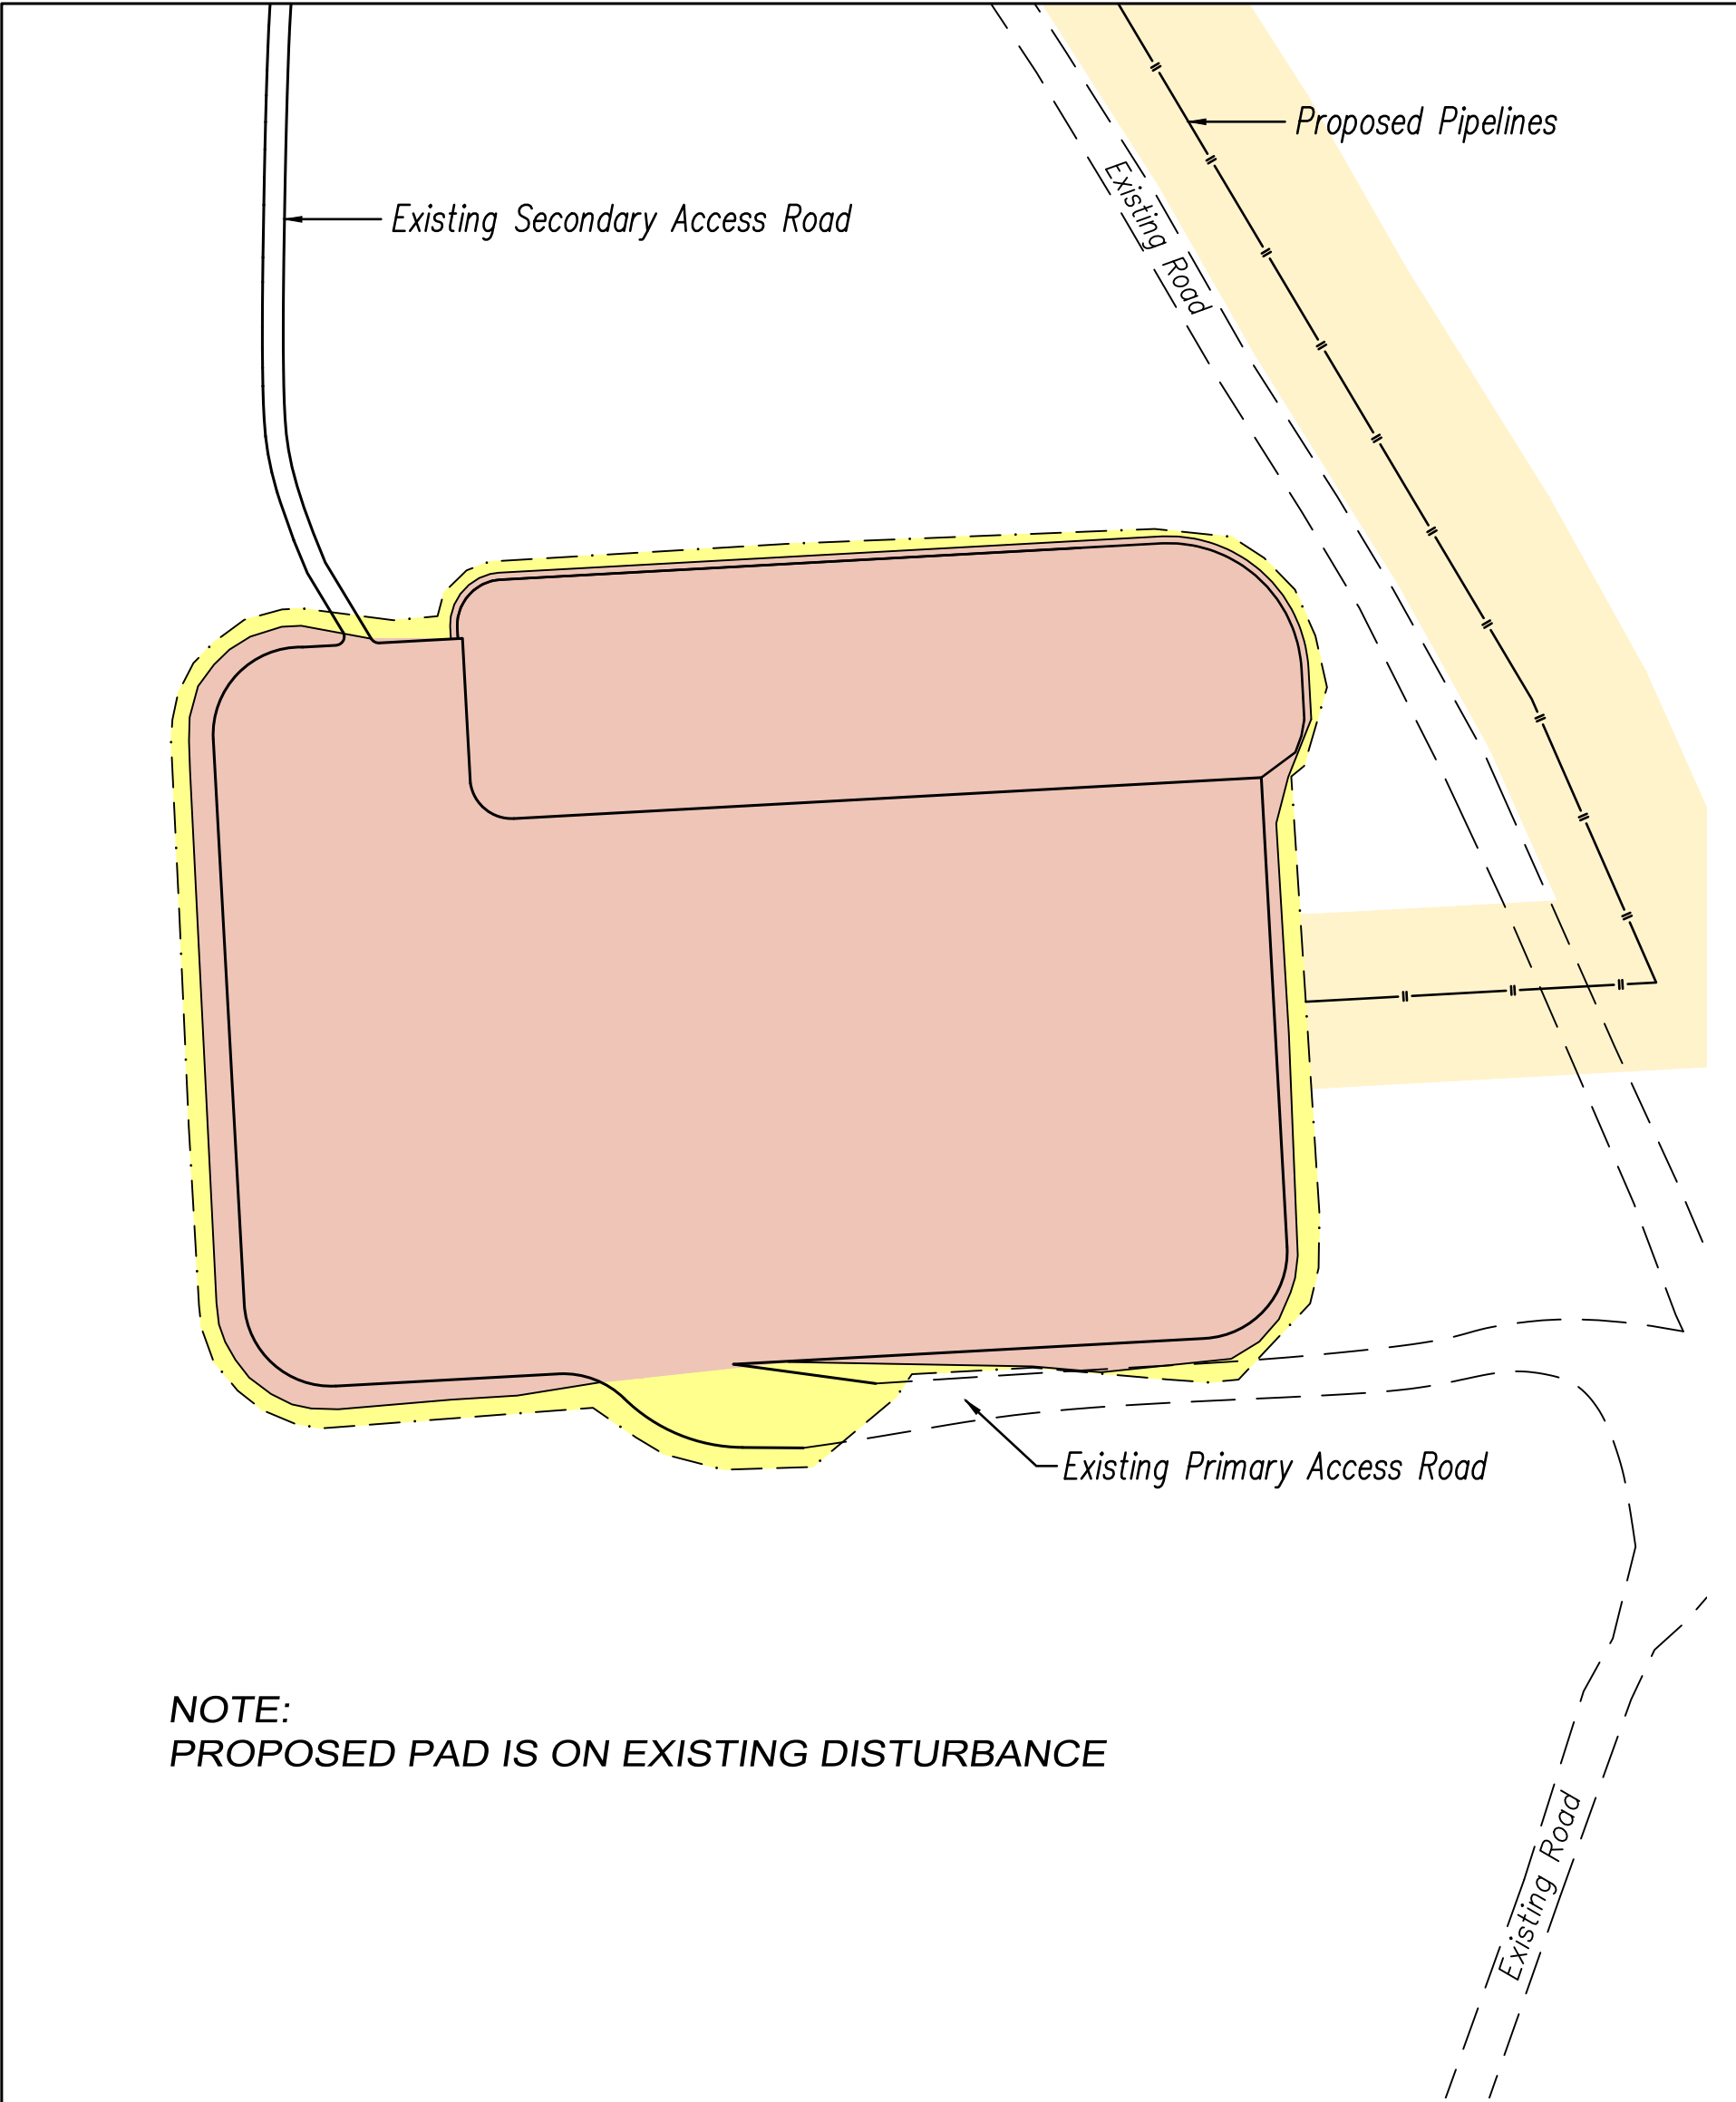 Proposed Pipelines
Existing Road
Existing Secondary Access Road
Existing Primary Access Road
NOTE:
PROPOSED PAD IS ON EXISTING DISTURBANCE
Existing Road